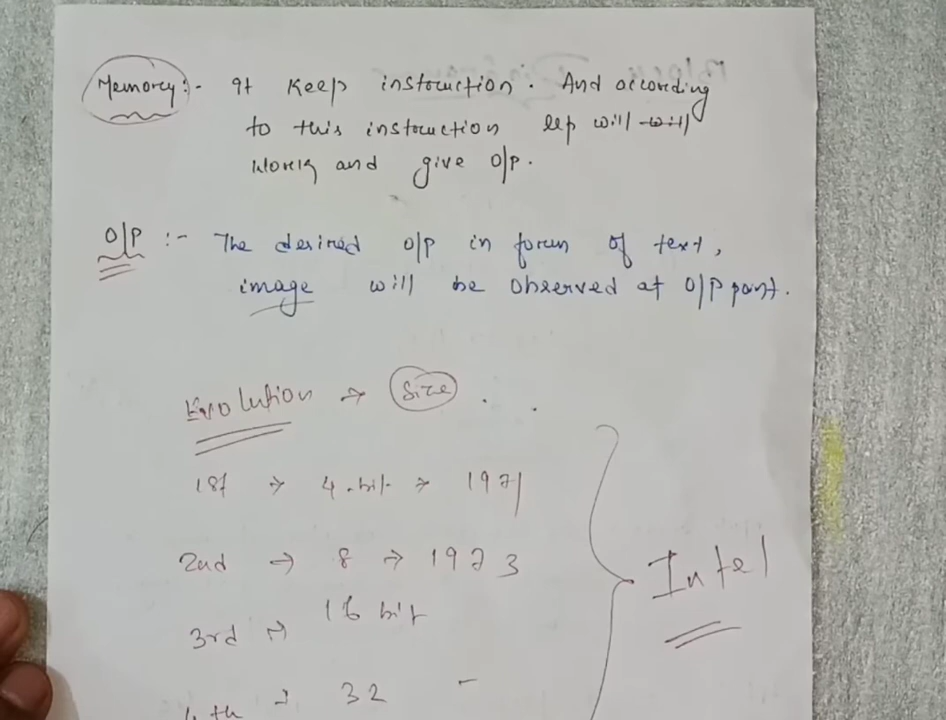 Memory :- It keep instruction. And according
to this instruction up will will
work and give O/P.
O/P :- The desired O/P in form of text,
image will be observed at O/P port.
Evolution → Size . .
1st → 4-bit → 1971
2nd → 8 → 1973
Intel
3rd → 16 bit
4th → 32 -